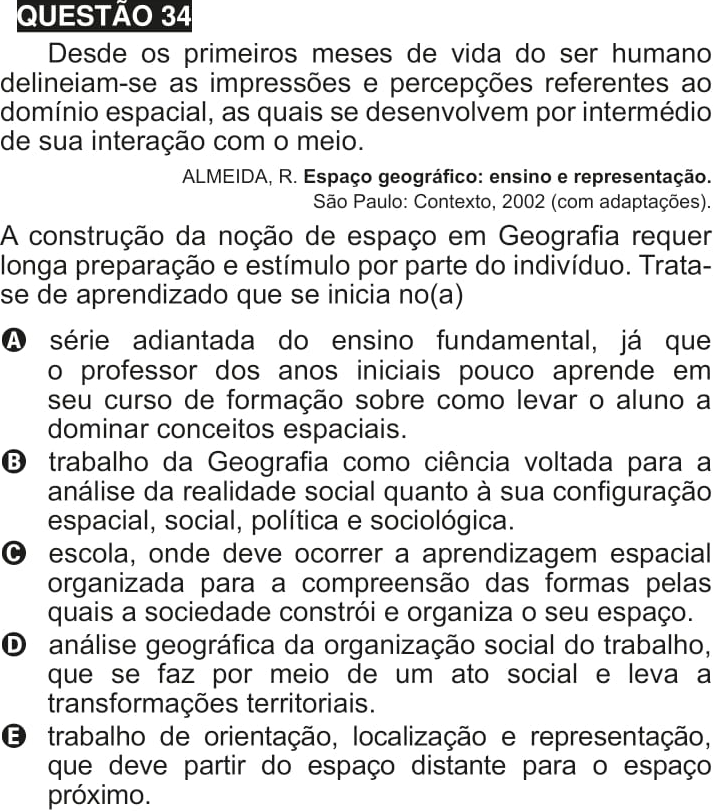 QUESTÃO 34
Desde os primeiros meses de vida do ser humano
delineiam-se as impressões e percepções referentes ao
domínio espacial, as quais se desenvolvem por intermédio
de sua interação com o meio.
ALMEIDA, R. Espaço geográfico: ensino e representação.
São Paulo: Contexto, 2002 (com adaptações).
A construção da noção de espaço em Geografia requer
longa preparação e estímulo por parte do indivíduo. Trata-
se de aprendizado que se inicia no(a)
A série adiantada do ensino fundamental, já que
o professor dos anos iniciais pouco aprende em
seu curso de formação sobre como levar o aluno a
dominar conceitos espaciais.
B trabalho da Geografia como ciência voltada para a
análise da realidade social quanto à sua configuração
espacial, social, política e sociológica.
C escola, onde deve ocorrer a aprendizagem espacial
organizada para a compreensão das formas pelas
quais a sociedade constrói e organiza o seu espaço.
D análise geográfica da organização social do trabalho,
que se faz por meio de um ato social e leva a
transformações territoriais.
E trabalho de orientação, localização e representação,
que deve partir do espaço distante para o espaço
próximo.